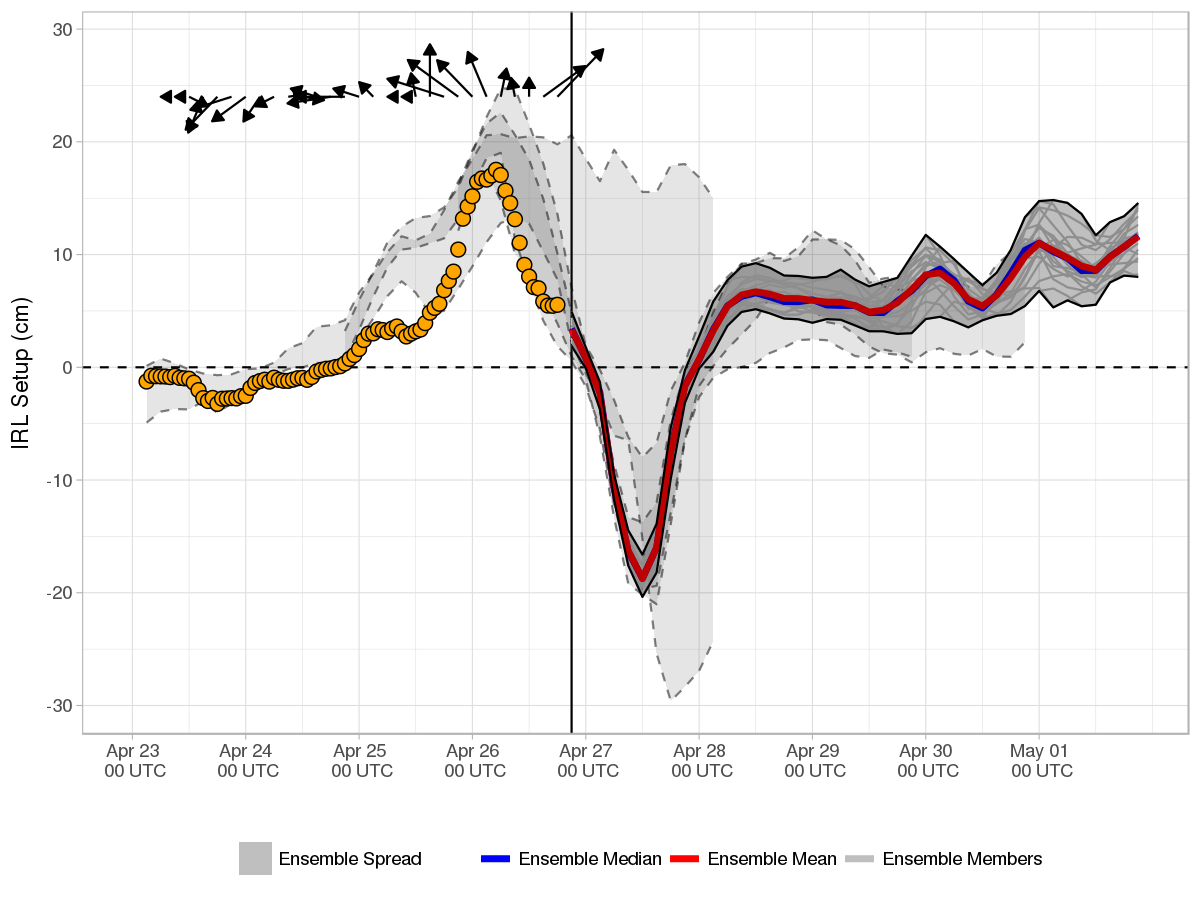 IRL Setup (cm)
30
20
10
0
-10
-20
-30
Apr 23 Apr 24 Apr 25 Apr 26 Apr 27 Apr 28 Apr 29 Apr 30 May 01
00 UTC 00 UTC 00 UTC 00 UTC 00 UTC 00 UTC 00 UTC 00 UTC 00 UTC
Ensemble Spread Ensemble Median Ensemble Mean Ensemble Members